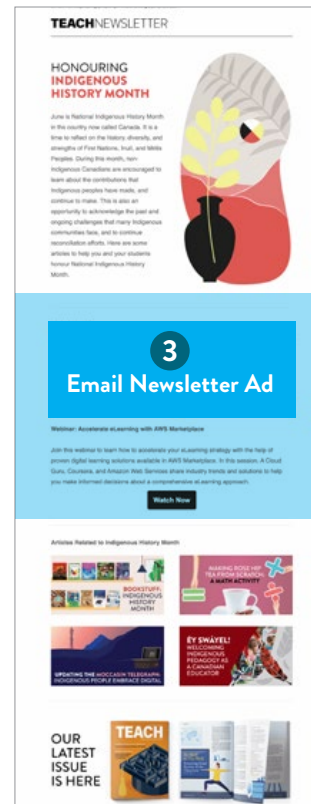 TEACHNEWSLETTER
HONOURING
INDIGENOUS
HISTORY MONTH
June is National Indigenous History Month
in the country now called Canada. It is a
time to reflect on the history, diversity, and
strengths of First Nations, Inuit, and Métis
Peoples. During this month, non-
Indigenous Canadians are encouraged to
learn about the contributions that
Indigenous peoples have made, and
continue to make. This is also an
opportunity to acknowledge the past and
ongoing challenges that many Indigenous
communities face, and to continue
reconciliation efforts. Here are some
articles to help you and your students
honour National Indigenous History
Month.
3
Email Newsletter Ad
Webinar: Accelerate eLearning with AWS Marketplace
Join this webinar to learn how to accelerate your eLearning strategy with the help of
proven digital learning solutions available in AWS Marketplace. In this session, A Cloud
Guru, Coursera, and Amazon Web Services share industry trends and solutions to help
you make informed decisions about a comprehensive eLearning approach.
Watch Now
Articles Related to Indigenous History Month
BOOKSTUFF:
INDIGENOUS
HISTORY
MONTH
MAKING ROSE HIP
TEA FROM SCRATCH:
A MATH ACTIVITY
UPDATING THE MOCCASIN TELEGRAPH:
INDIGENOUS PEOPLE EMBRACE DIGITAL
ÉY SWÁYEL!
WELCOMING
INDIGENOUS
PEDAGOGY AS
A CANADIAN
EDUCATOR
OUR
LATEST
ISSUE
IS HERE
TEACH